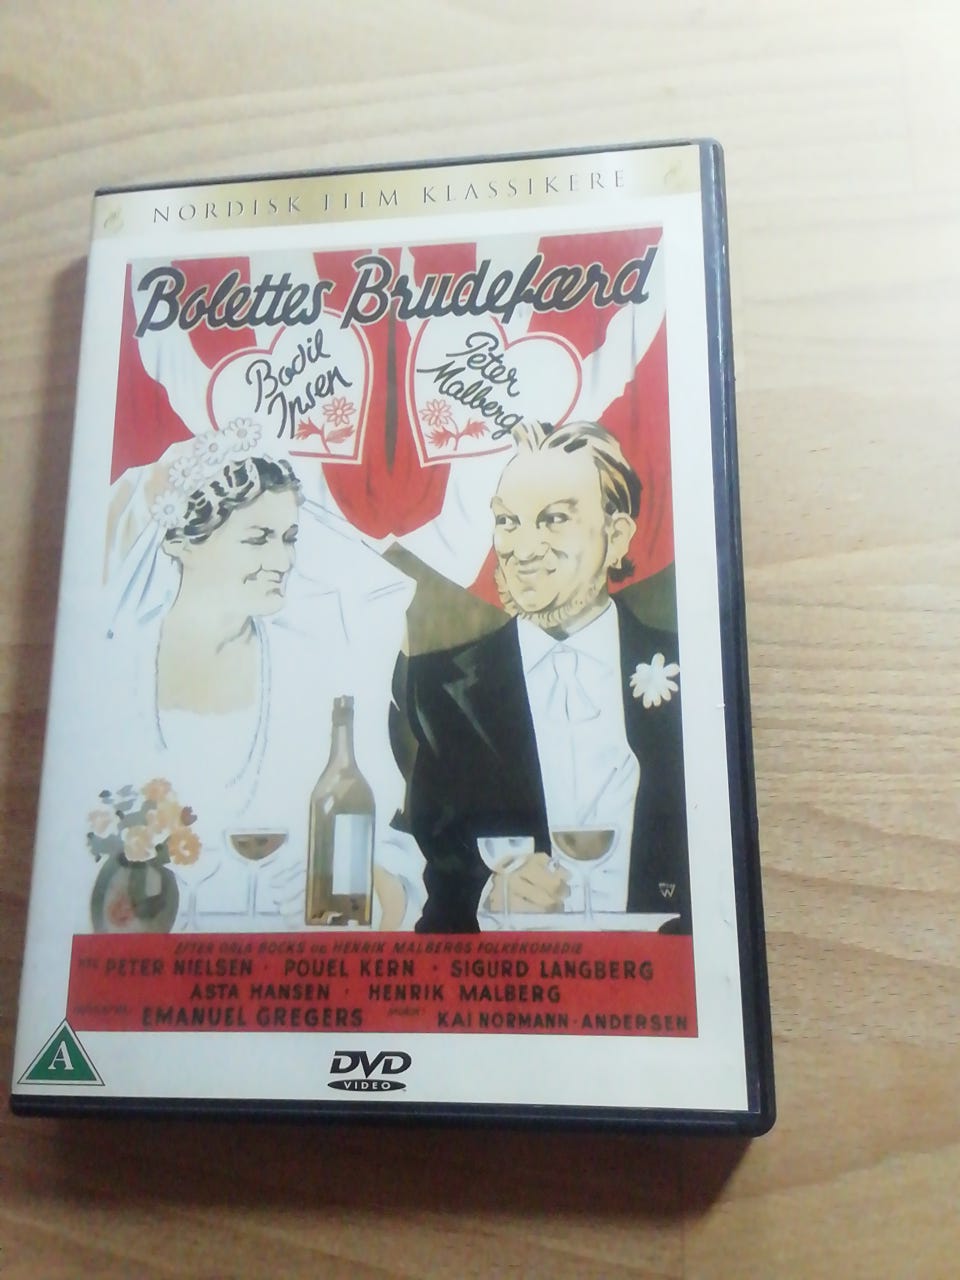 NORDISK FILM KLASSIKERE
Bolettes Brudefærd
Bodil
Ipsen
Peter
Malberg
EFTER ORLA BOCKS OG HENRIK MALBERGS FOLKEKOMEDIE
PETER NIELSEN · POUEL KERN · SIGURD LANGBERG
ASTA HANSEN · HENRIK MALBERG
EMANUEL GREGERS KAI NORMANN-ANDERSEN
A
DVD
VIDEO